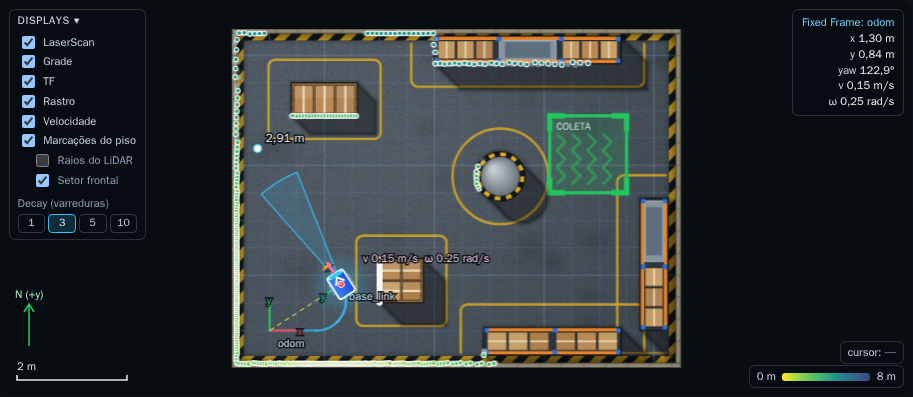 DISPLAYS ▾
LaserScan
Grade
TF
Rastro
Velocidade
Marcações do piso
Raios do LiDAR
Setor frontal
Decay (varreduras)
1 3 5 10
N (+y)
2 m
2,91 m
COLETA
v 0.15 m/s · ω 0.25 rad/s
base_link
y
y
x
odom
Fixed Frame: odom
x 1,30 m
y 0,84 m
yaw 122,9°
v 0,15 m/s
ω 0,25 rad/s
cursor: —
0 m 8 m